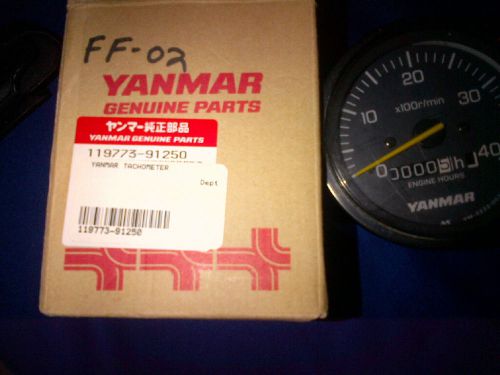 FF-02
YANMAR
GENUINE PARTS
ヤンマー純正部品
YANMAR GENUINE PARTS
119773-91250
YANMAR TACHOMETER
Dept
119773-91250
YANMAR
0
10
20
30
40
x100r/min
ENGINE HOURS
YANMAR